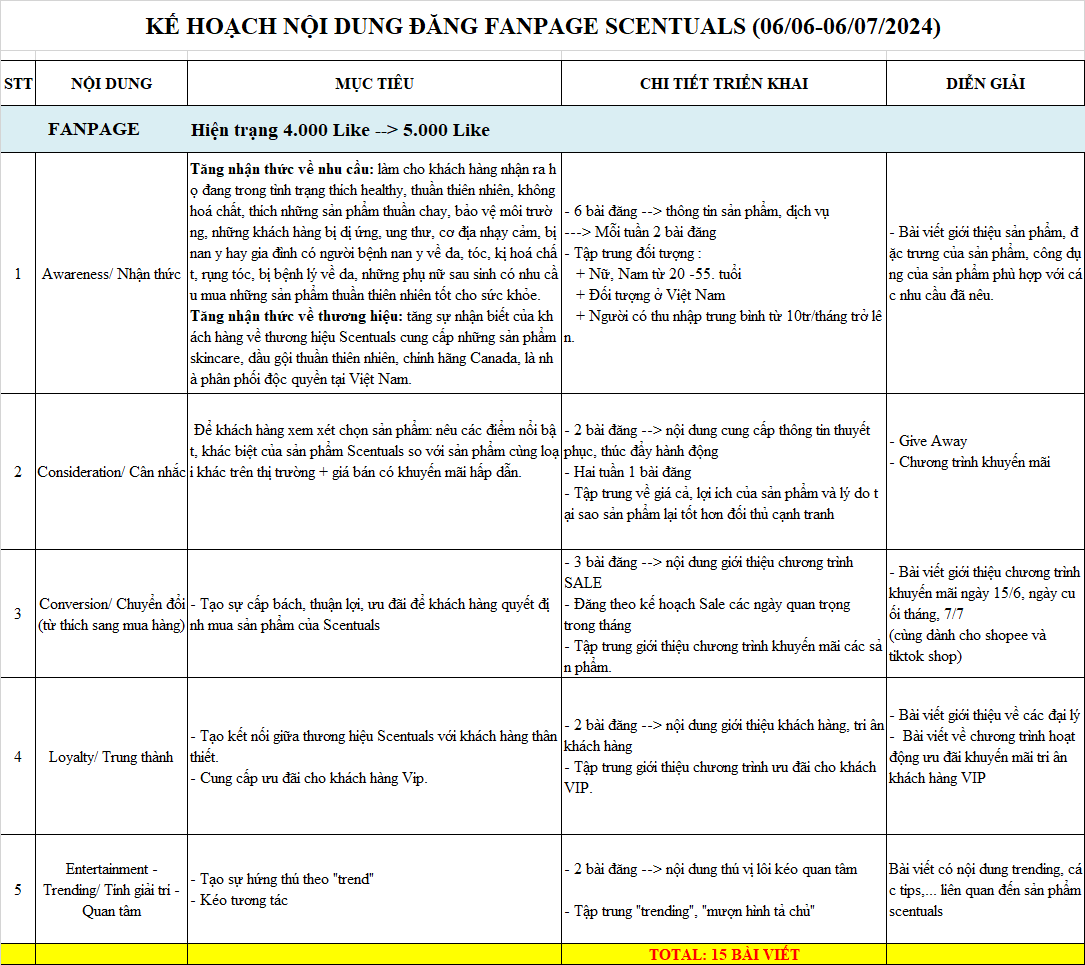 KẾ HOẠCH NỘI DUNG ĐĂNG FANPAGE SCENTUALS (06/06-06/07/2024)
STT
NỘI DUNG
MỤC TIÊU
CHI TIẾT TRIỂN KHAI
DIỄN GIẢI
FANPAGE
Hiện trạng 4.000 Like --> 5.000 Like
1
Awareness/ Nhận thức
Tăng nhận thức về nhu cầu: làm cho khách hàng nhận ra h
ọ đang trong tình trạng thích healthy, thuần thiên nhiên, không
hoá chất, thích những sản phẩm thuần chay, bảo vệ môi trườ
ng, những khách hàng bị dị ứng, ung thư, cơ địa nhạy cảm, bị
nan y hay gia đình có người bệnh nan y về da, tóc, kị hoá chấ
t, rụng tóc, bị bệnh lý về da, những phụ nữ sau sinh có nhu cầ
u mua những sản phẩm thuần thiên nhiên tốt cho sức khỏe.
Tăng nhận thức về thương hiệu: tăng sự nhận biết của kh
ách hàng về thương hiệu Scentuals cung cấp những sản phẩm
skincare, dầu gội thuần thiên nhiên, chính hãng Canada, là nh
à phân phối độc quyền tại Việt Nam.
- 6 bài đăng --> thông tin sản phẩm, dịch vụ
---> Mỗi tuần 2 bài đăng
- Tập trung đối tượng :
+ Nữ, Nam từ 20 -55. tuổi
+ Đối tượng ở Việt Nam
+ Người có thu nhập trung bình từ 10tr/tháng trở lê
n.
- Bài viết giới thiệu sản phẩm, đ
ặc trưng của sản phẩm, công dụ
ng của sản phẩm phù hợp với cá
c nhu cầu đã nêu.
2
Consideration/ Cân nhắc
Để khách hàng xem xét chọn sản phẩm: nêu các điểm nổi bậ
t, khác biệt của sản phẩm Scentuals so với sản phẩm cùng loạ
i khác trên thị trường + giá bán có khuyến mãi hấp dẫn.
- 2 bài đăng --> nội dung cung cấp thông tin thuyết
phục, thúc đẩy hành động
- Hai tuần 1 bài đăng
- Tập trung về giá cả, lợi ích của sản phẩm và lý do t
ại sao sản phẩm lại tốt hơn đối thủ cạnh tranh
- Give Away
- Chương trình khuyến mãi
3
Conversion/ Chuyển đổi
(từ thích sang mua hàng)
- Tạo sự cấp bách, thuận lợi, ưu đãi để khách hàng quyết đị
nh mua sản phẩm của Scentuals
- 3 bài đăng --> nội dung giới thiệu chương trình
SALE
- Đăng theo kế hoạch Sale các ngày quan trọng
trong tháng
- Tập trung giới thiệu chương trình khuyến mãi các sả
n phẩm.
- Bài viết giới thiệu chương trình
khuyến mãi ngày 15/6, ngày cu
ối tháng, 7/7
(cùng dành cho shopee và
tiktok shop)
4
Loyalty/ Trung thành
- Tạo kết nối giữa thương hiệu Scentuals với khách hàng thân
thiết.
- Cung cấp ưu đãi cho khách hàng Vip.
- 2 bài đăng --> nội dung giới thiệu khách hàng, tri ân
khách hàng
- Tập trung giới thiệu chương trình ưu đãi cho khách
VIP.
- Bài viết giới thiệu về các đại lý
- Bài viết về chương trình hoạt
động ưu đãi khuyến mãi tri ân
khách hàng VIP
5
Entertainment -
Trending/ Tính giải trí -
Quan tâm
- Tạo sự hứng thú theo "trend"
- Kéo tương tác
- 2 bài đăng --> nội dung thú vị lôi kéo quan tâm
- Tập trung "trending", "mượn hình tả chủ"
Bài viết có nội dung trending, cá
c tips,... liên quan đến sản phẩm
scentuals
TOTAL: 15 BÀI VIẾT